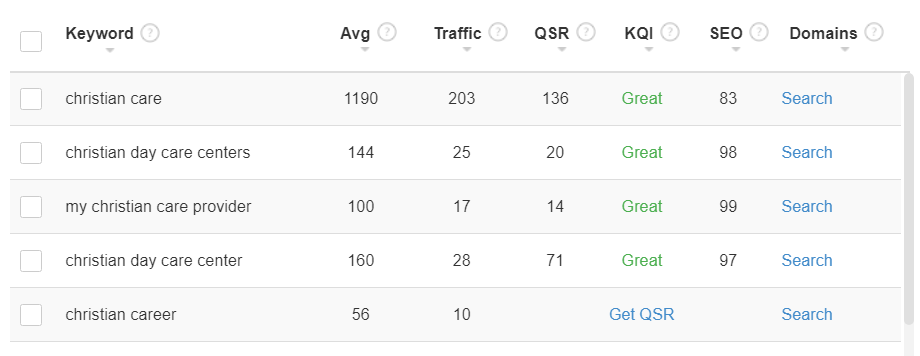 Keyword ? Avg ? Traffic ? QSR ? KQI ? SEO ? Domains ?
christian care 1190 203 136 Great 83 Search
christian day care centers 144 25 20 Great 98 Search
my christian care provider 100 17 14 Great 99 Search
christian day care center 160 28 71 Great 97 Search
christian career 56 10 Get QSR Search